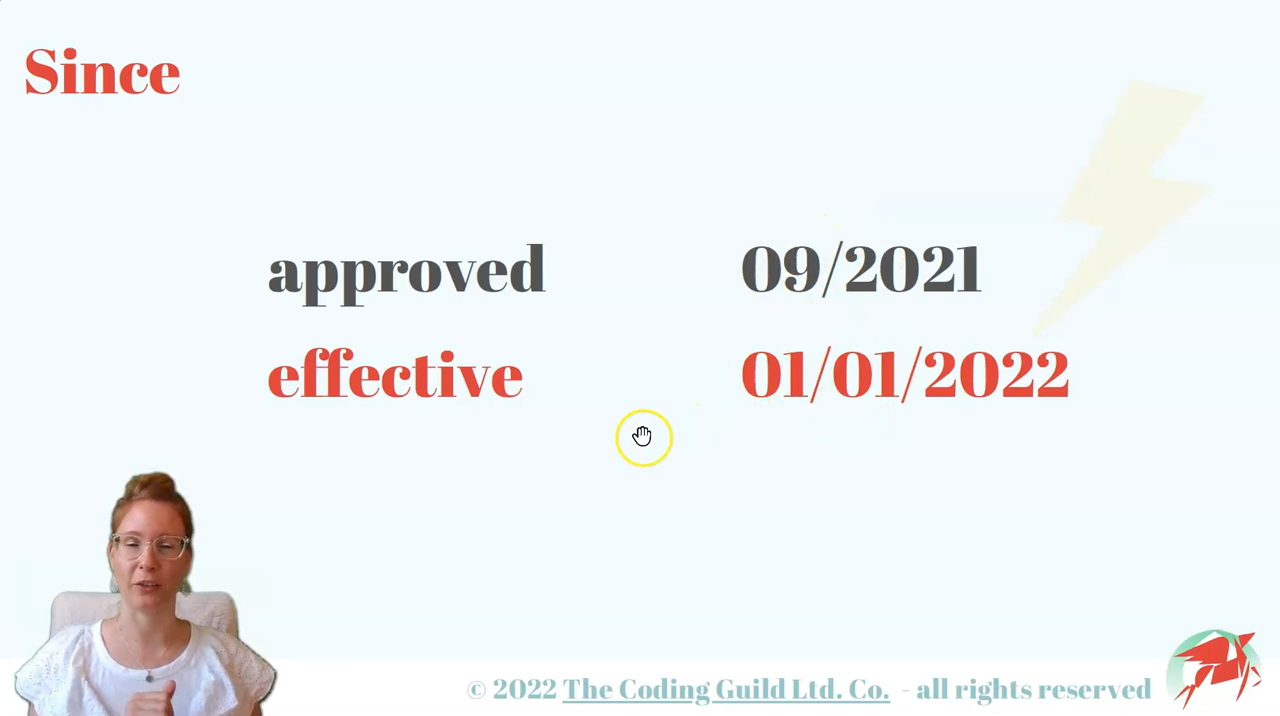 Since
approved 09/2021
effective 01/01/2022
© 2022 The Coding Guild Ltd. Co. - all rights reserved